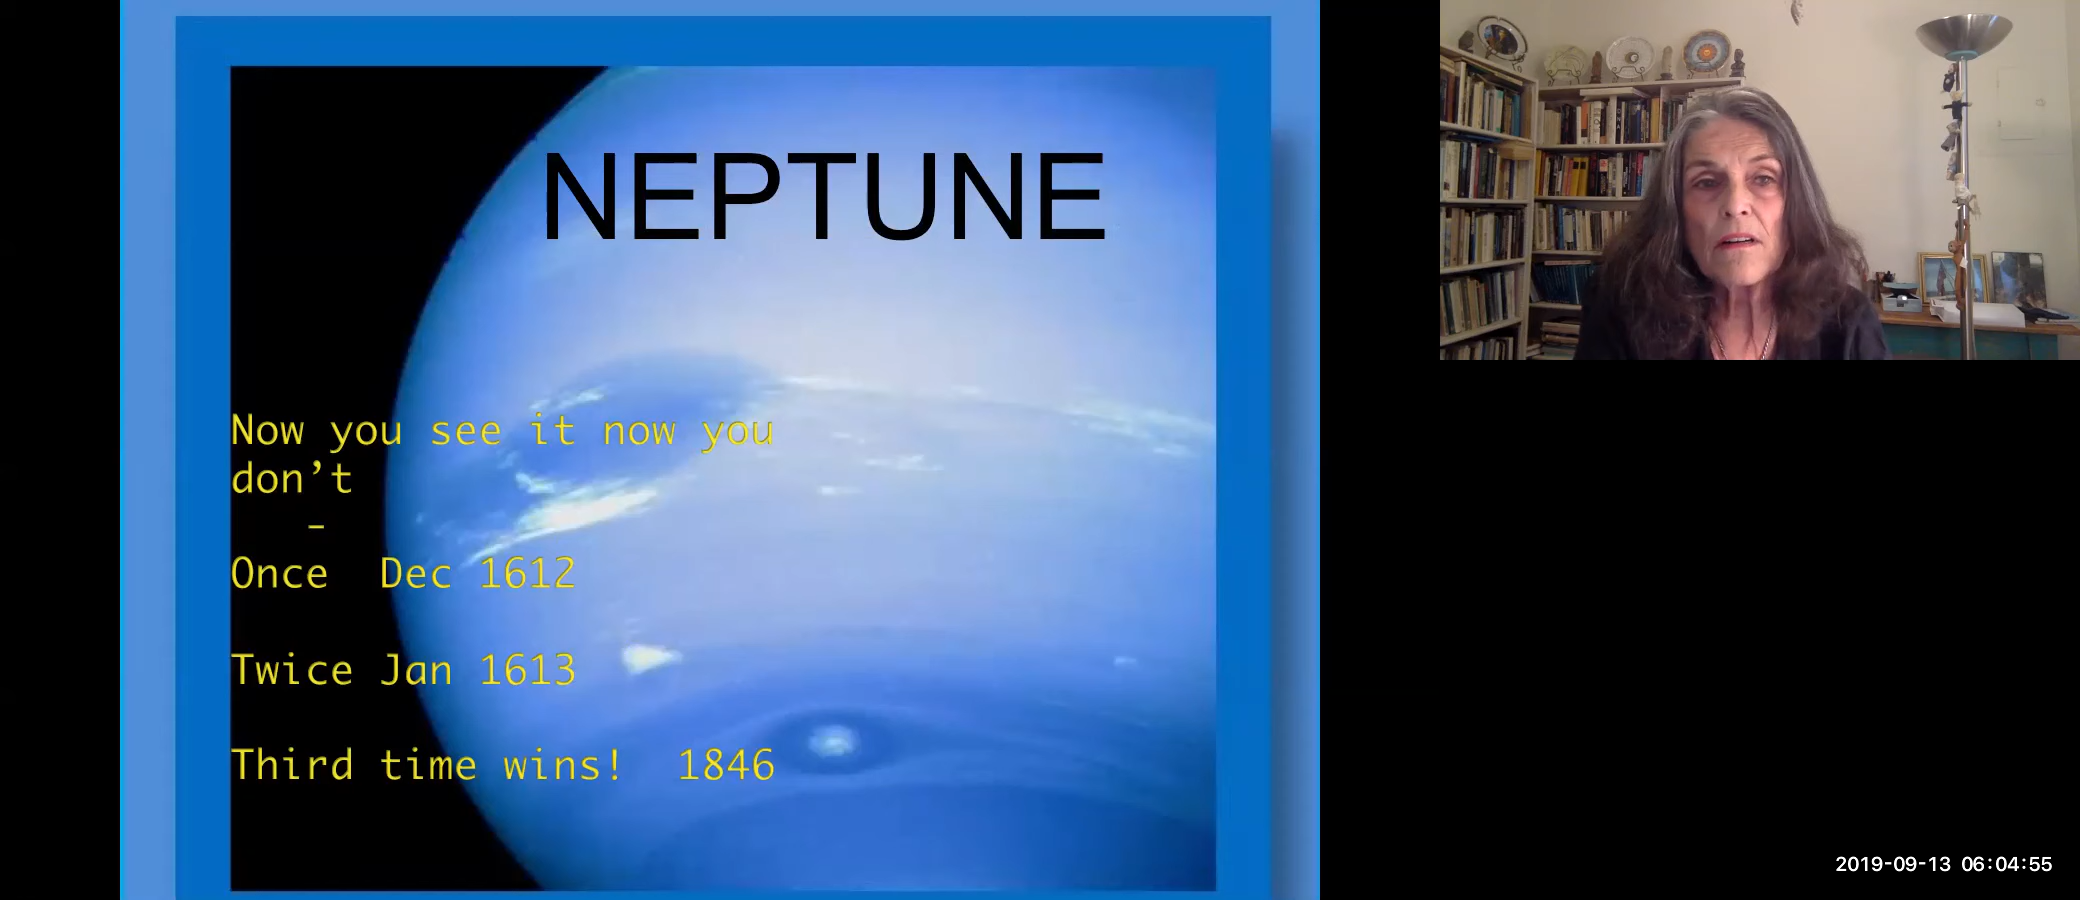 NEPTUNE
Now you see it now you
don’t
-
Once  Dec 1612
Twice Jan 1613
Third time wins!  1846
2019-09-13 06:04:55